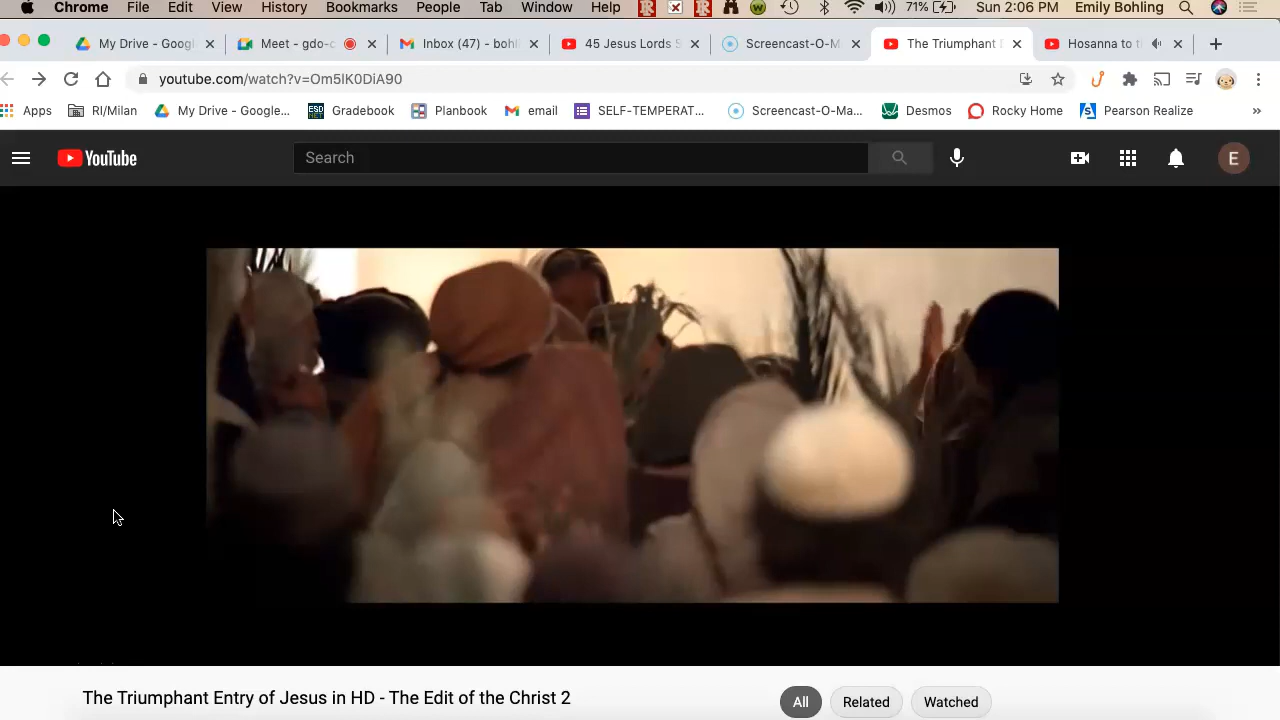 Chrome File Edit View History Bookmarks People Tab Window Help 71% Sun 2:06 PM Emily Bohling
My Drive - Googl Meet - gdo-c Inbox (47) - bohl 45 Jesus Lords S Screencast-O-M The Triumphant E Hosanna to t
youtube.com/watch?v=Om5lK0DiA90
Apps RI/Milan My Drive - Google... Gradebook Planbook email SELF-TEMPERAT... Screencast-O-Ma... Desmos Rocky Home Pearson Realize »
YouTube Search E
The Triumphant Entry of Jesus in HD - The Edit of the Christ 2 All Related Watched